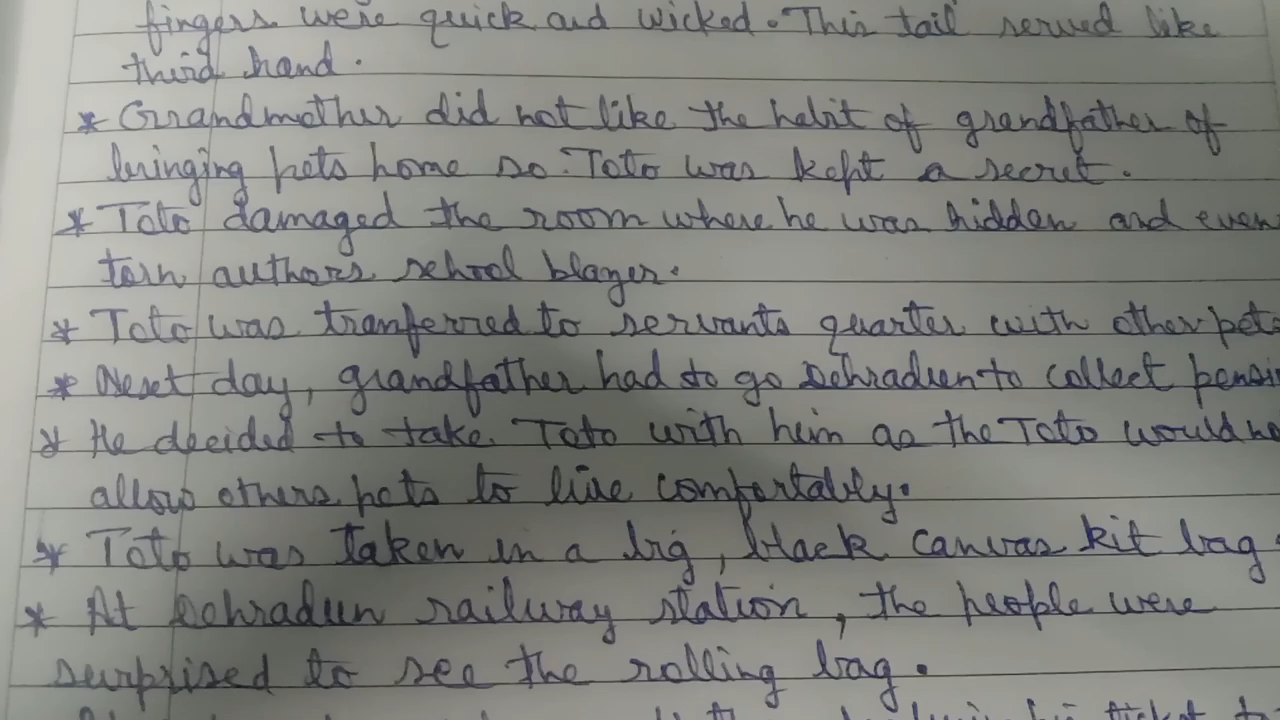 fingers were quick and wicked. This tail served like
third hand.
* Grandmother did not like the habit of grandfather of
bringing pets home so. Toto was kept a secret.
* Toto damaged the room where he was hidden and even
torn authors school blazer.
* Toto was tranferred to servants quarter with other pets
* Next day, grandfather had to go Dehradun to collect pensi
* He decided to take Toto with him as the Toto would no
allow others pets to live comfortably.
* Toto was taken in a big, black canvas kit bag.
* At Dehradun railway station, the people were
surprised to see the rolling bag.